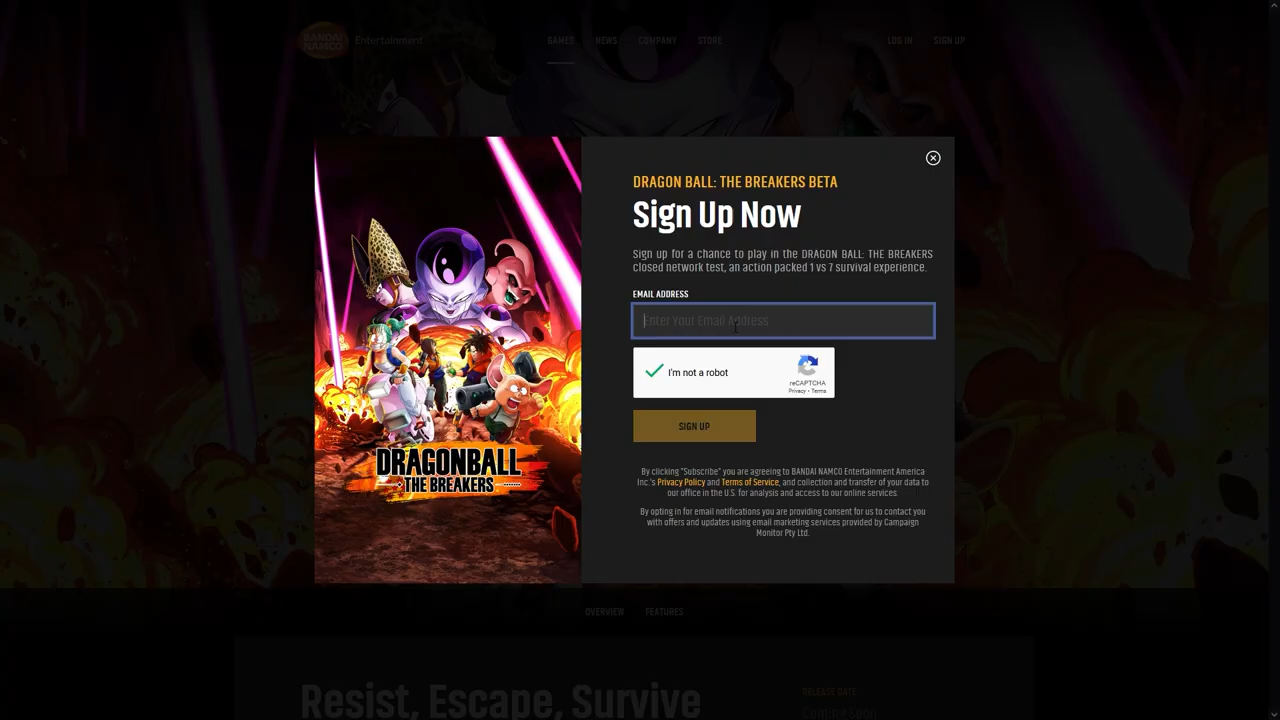 BANDAI
NAMCO
Entertainment
GAMES
NEWS
COMPANY
STORE
LOG IN
SIGN UP
DRAGON BALL: THE BREAKERS BETA
Sign Up Now
Sign up for a chance to play in the DRAGON BALL: THE BREAKERS
closed network test, an action packed 1 vs 7 survival experience.
EMAIL ADDRESS
Enter Your Email Address
I'm not a robot
reCAPTCHA
Privacy - Terms
SIGN UP
By clicking "Subscribe" you are agreeing to BANDAI NAMCO Entertainment America
Inc.'s Privacy Policy and Terms of Service, and collection and transfer of your data to
our office in the U.S. for analysis and access to our online services.
By opting in for email notifications you are providing consent for us to contact you
with offers and updates using email marketing services provided by Campaign
Monitor Pty Ltd.
DRAGONBALL
THE BREAKERS
OVERVIEW
FEATURES
Resist, Escape, Survive
RELEASE DATE
Coming Soon